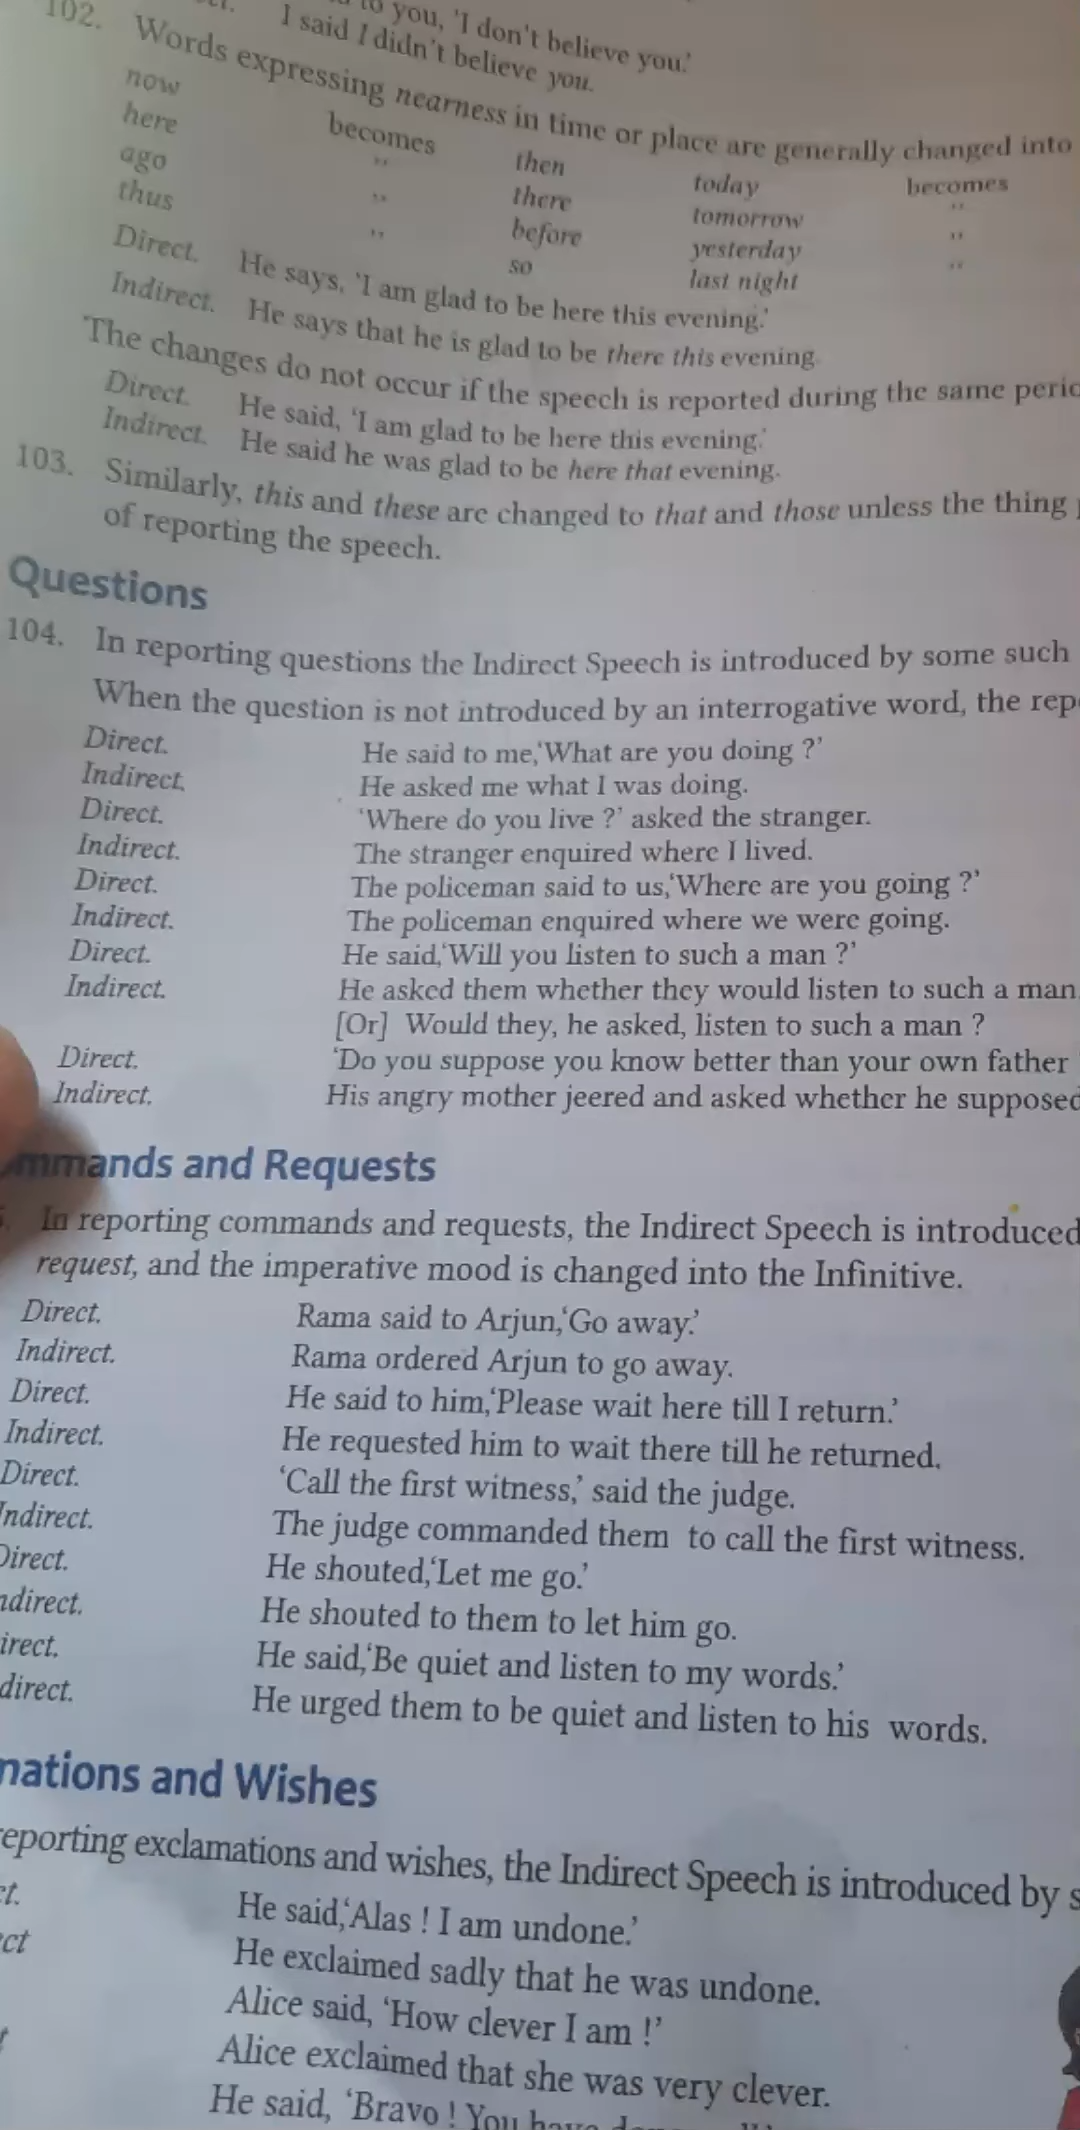 to you, 'I don't believe you.'
I said I didn't believe you.
102. Words expressing nearness in time or place are generally changed into
now becomes then today becomes
here " there tomorrow "
ago " before yesterday "
thus " so last night "
Direct. He says, 'I am glad to be here this evening.'
Indirect. He says that he is glad to be there this evening.
The changes do not occur if the speech is reported during the same
Direct. He said, 'I am glad to be here this evening.'
Indirect. He said he was glad to be here that evening.
103. Similarly, this and these are changed to that and those unless the thing
of reporting the speech.
Questions
104. In reporting questions the Indirect Speech is introduced by some such
When the question is not introduced by an interrogative word, the
Direct. He said to me,'What are you doing ?'
Indirect. He asked me what I was doing.
Direct. 'Where do you live ?' asked the stranger.
Indirect. The stranger enquired where I lived.
Direct. The policeman said to us,'Where are you going ?'
Indirect. The policeman enquired where we were going.
Direct. He said,'Will you listen to such a man ?'
Indirect. He asked them whether they would listen to such a man
[Or] Would they, he asked, listen to such a man ?
Direct. 'Do you suppose you know better than your own father
Indirect. His angry mother jeered and asked whether he supposed
mmands and Requests
In reporting commands and requests, the Indirect Speech is introduced
request, and the imperative mood is changed into the Infinitive.
Direct. Rama said to Arjun,'Go away.'
Indirect. Rama ordered Arjun to go away.
Direct. He said to him,'Please wait here till I return.'
Indirect. He requested him to wait there till he returned.
Direct. 'Call the first witness,' said the judge.
Indirect. The judge commanded them to call the first witness.
Direct. He shouted,'Let me go.'
ndirect. He shouted to them to let him go.
irect. He said,'Be quiet and listen to my words.'
direct. He urged them to be quiet and listen to his words.
mations and Wishes
eporting exclamations and wishes, the Indirect Speech is introduced by s
ct. He said,'Alas ! I am undone.'
ect He exclaimed sadly that he was undone.
Alice said, 'How clever I am !'
Alice exclaimed that she was very clever.
He said, 'Bravo ! You have